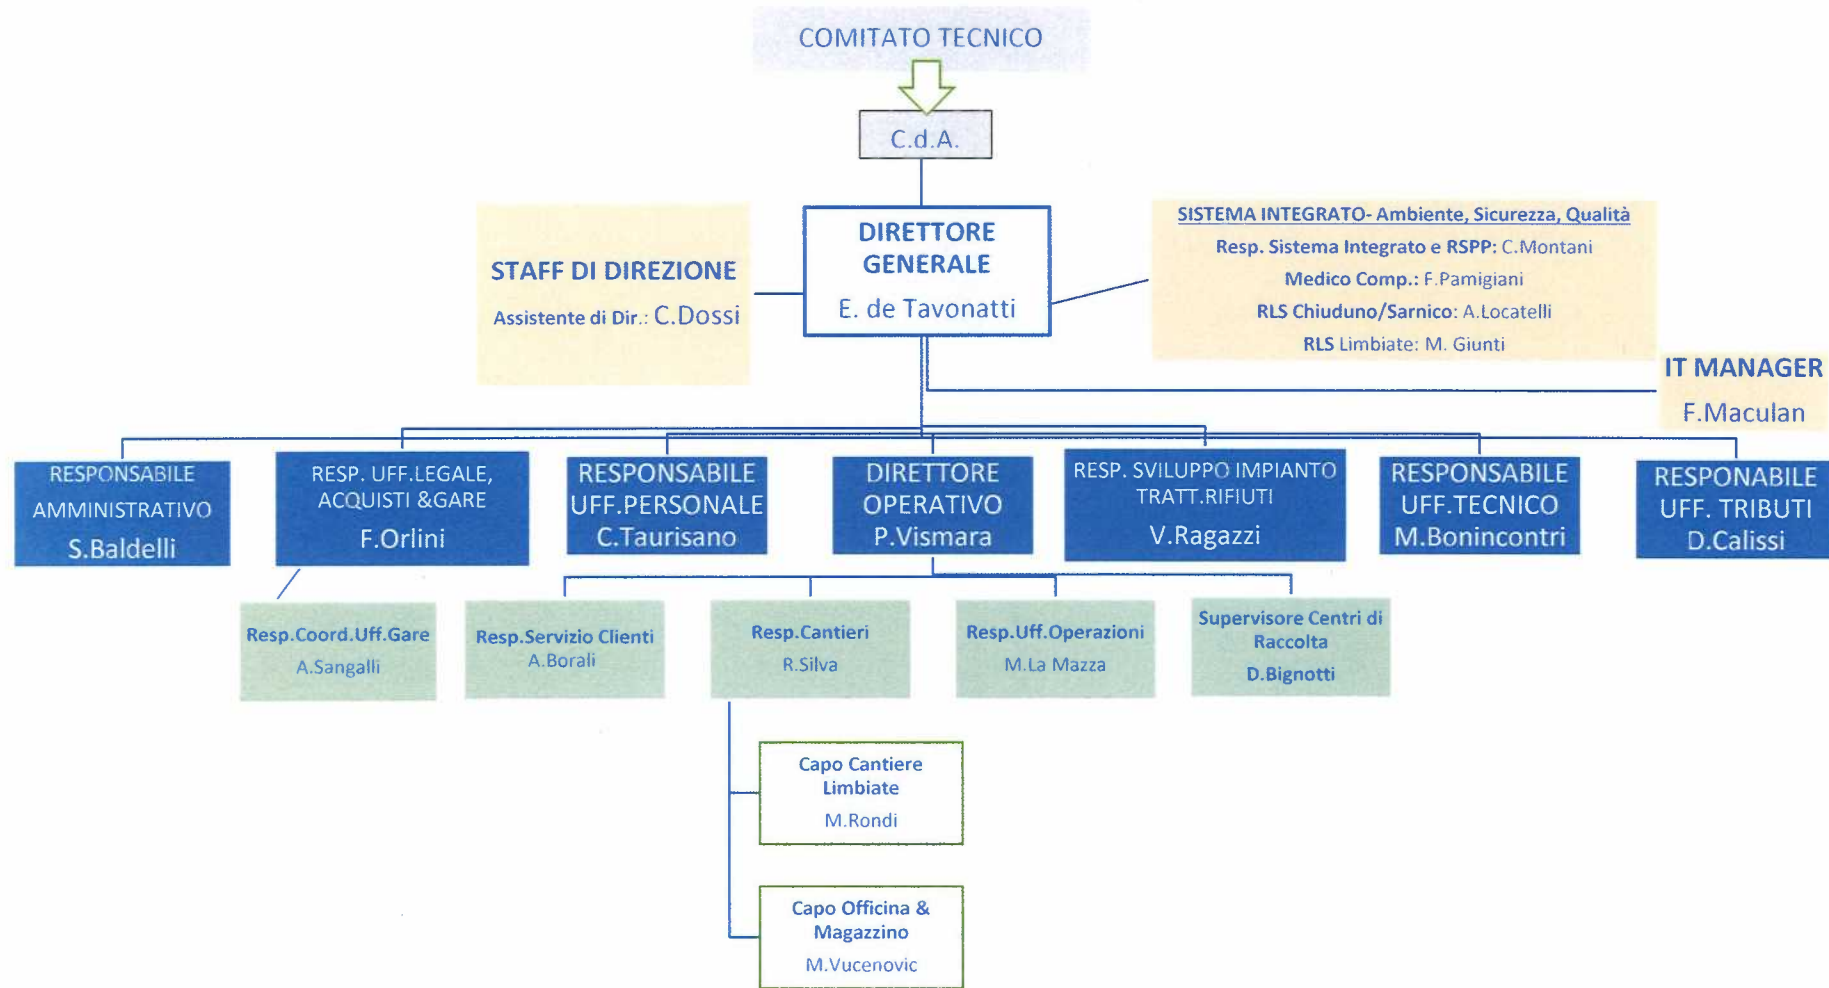 COMITATO TECNICO
C.d.A.
DIRETTORE
GENERALE
E. de Tavonatti
STAFF DI DIREZIONE
Assistente di Dir.: C.Dossi
SISTEMA INTEGRATO- Ambiente, Sicurezza, Qualità
Resp. Sistema Integrato e RSPP: C.Montani
Medico Comp.: F.Pamigiani
RLS Chiuduno/Sarnico: A.Locatelli
RLS Limbiate: M. Giunti
IT MANAGER
F.Maculan
RESPONSABILE
AMMINISTRATIVO
S.Baldelli
RESP. UFF.LEGALE,
ACQUISTI &GARE
F.Orlini
RESPONSABILE
UFF.PERSONALE
C.Taurisano
DIRETTORE
OPERATIVO
P.Vismara
RESP. SVILUPPO IMPIANTO
TRATT.RIFIUTI
V.Ragazzi
RESPONSABILE
UFF.TECNICO
M.Bonincontri
RESPONABILE
UFF. TRIBUTI
D.Calissi
Resp.Coord.Uff.Gare
A.Sangalli
Resp.Servizio Clienti
A.Borali
Resp.Cantieri
R.Silva
Resp.Uff.Operazioni
M.La Mazza
Supervisore Centri di
Raccolta
D.Bignotti
Capo Cantiere
Limbiate
M.Rondi
Capo Officina &
Magazzino
M.Vucenovic